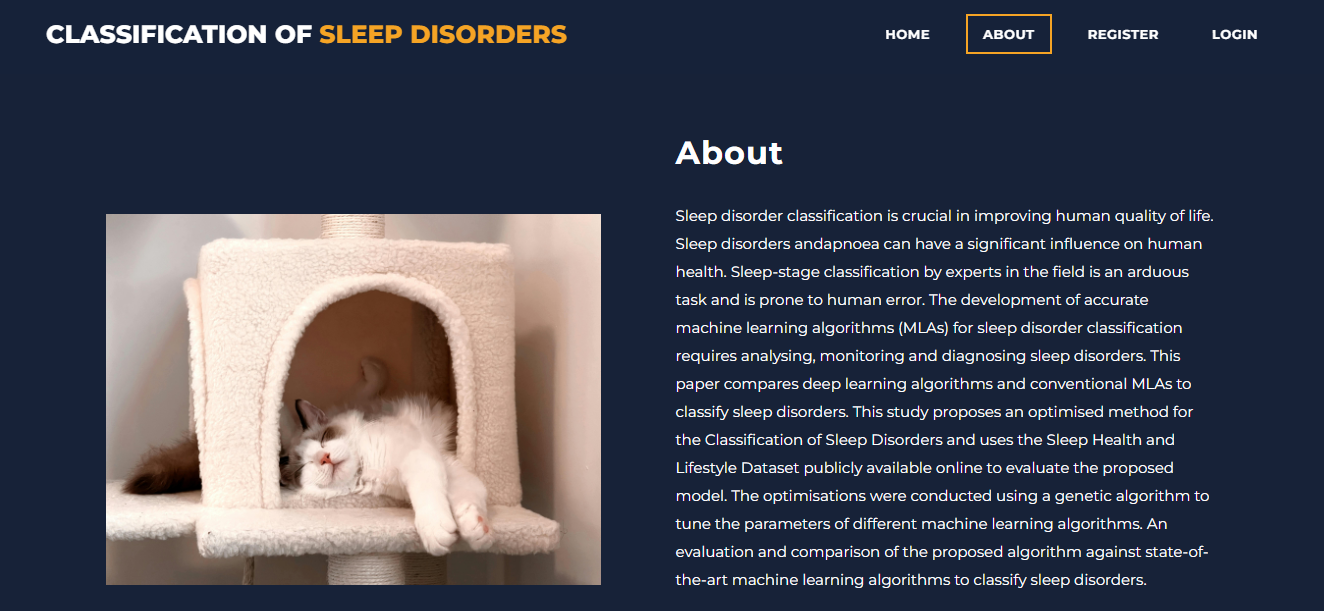 CLASSIFICATION OF SLEEP DISORDERS
HOME ABOUT REGISTER LOGIN
About
Sleep disorder classification is crucial in improving human quality of life.
Sleep disorders andapnoea can have a significant influence on human
health. Sleep-stage classification by experts in the field is an arduous
task and is prone to human error. The development of accurate
machine learning algorithms (MLAs) for sleep disorder classification
requires analysing, monitoring and diagnosing sleep disorders. This
paper compares deep learning algorithms and conventional MLAs to
classify sleep disorders. This study proposes an optimised method for
the Classification of Sleep Disorders and uses the Sleep Health and
Lifestyle Dataset publicly available online to evaluate the proposed
model. The optimisations were conducted using a genetic algorithm to
tune the parameters of different machine learning algorithms. An
evaluation and comparison of the proposed algorithm against state-of-
the-art machine learning algorithms to classify sleep disorders.